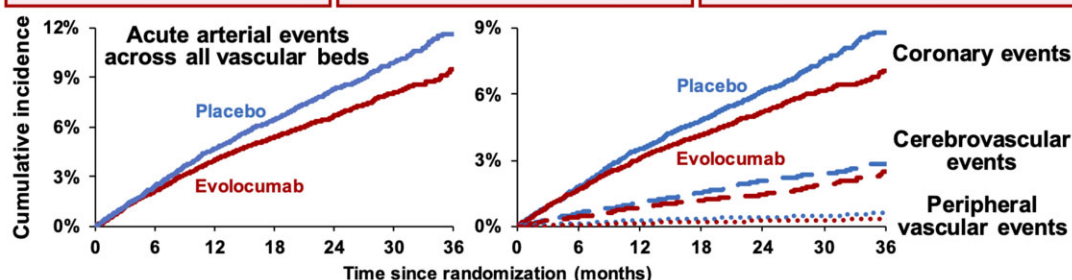 Cumulative incidence
12%
9%
6%
3%
0%
Acute arterial events
across all vascular beds
Placebo
Evolocumab
0 6 12 18 24 30 36
9%
6%
3%
0%
Placebo
Evolocumab
Coronary events
Cerebrovascular
events
Peripheral
vascular events
0 6 12 18 24 30 36
Time since randomization (months)